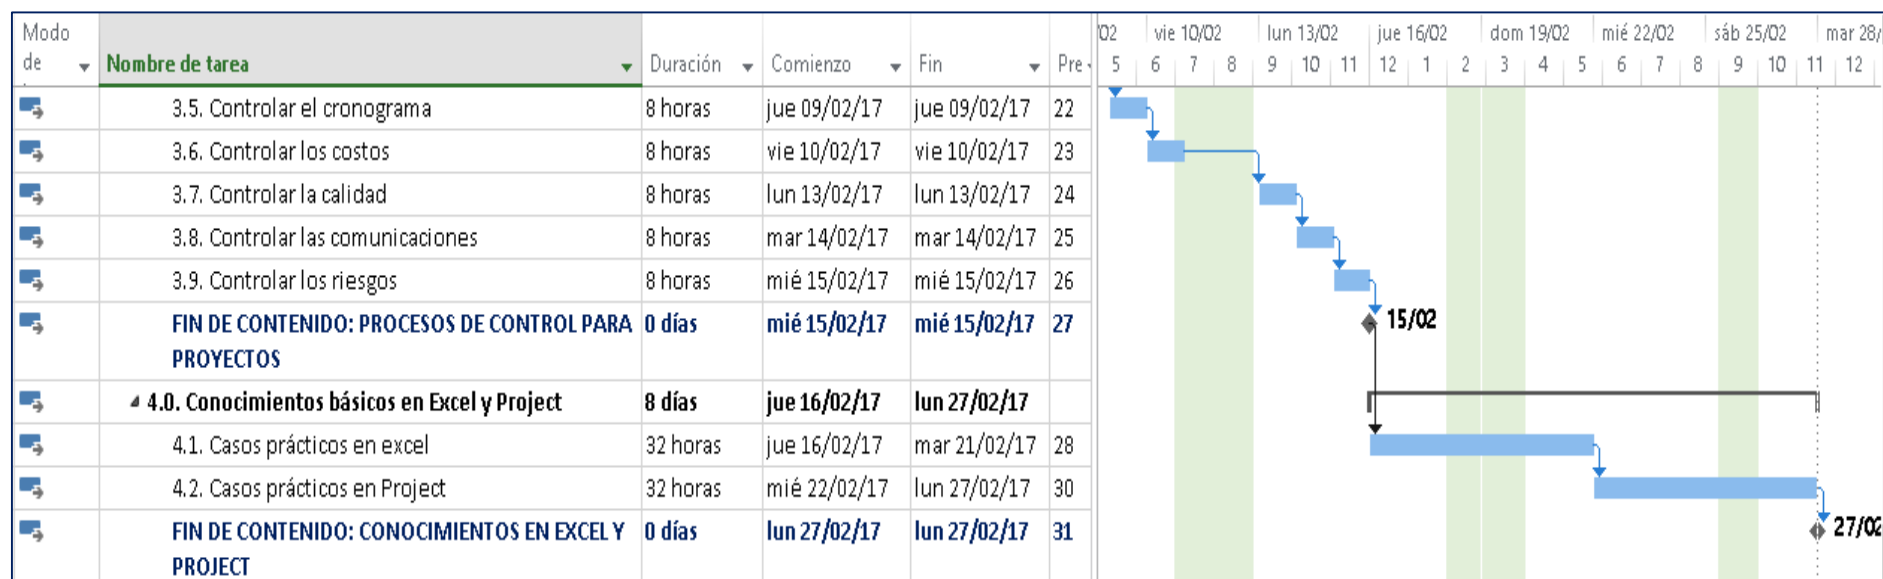 Modo de Nombre de tarea Duración Comienzo Fin Pre
02 vie 10/02 lun 13/02 jue 16/02 dom 19/02 mié 22/02 sáb 25/02 mar 28/
5 6 7 8 9 10 11 12 1 2 3 4 5 6 7 8 9 10 11 12
3.5. Controlar el cronograma 8 horas jue 09/02/17 jue 09/02/17 22
3.6. Controlar los costos 8 horas vie 10/02/17 vie 10/02/17 23
3.7. Controlar la calidad 8 horas lun 13/02/17 lun 13/02/17 24
3.8. Controlar las comunicaciones 8 horas mar 14/02/17 mar 14/02/17 25
3.9. Controlar los riesgos 8 horas mié 15/02/17 mié 15/02/17 26
FIN DE CONTENIDO: PROCESOS DE CONTROL PARA 0 días mié 15/02/17 mié 15/02/17 27 15/02
PROYECTOS
4.0. Conocimientos básicos en Excel y Project 8 días jue 16/02/17 lun 27/02/17
4.1. Casos prácticos en excel 32 horas jue 16/02/17 mar 21/02/17 28
4.2. Casos prácticos en Project 32 horas mié 22/02/17 lun 27/02/17 30
FIN DE CONTENIDO: CONOCIMIENTOS EN EXCEL Y 0 días lun 27/02/17 lun 27/02/17 31 27/02
PROJECT